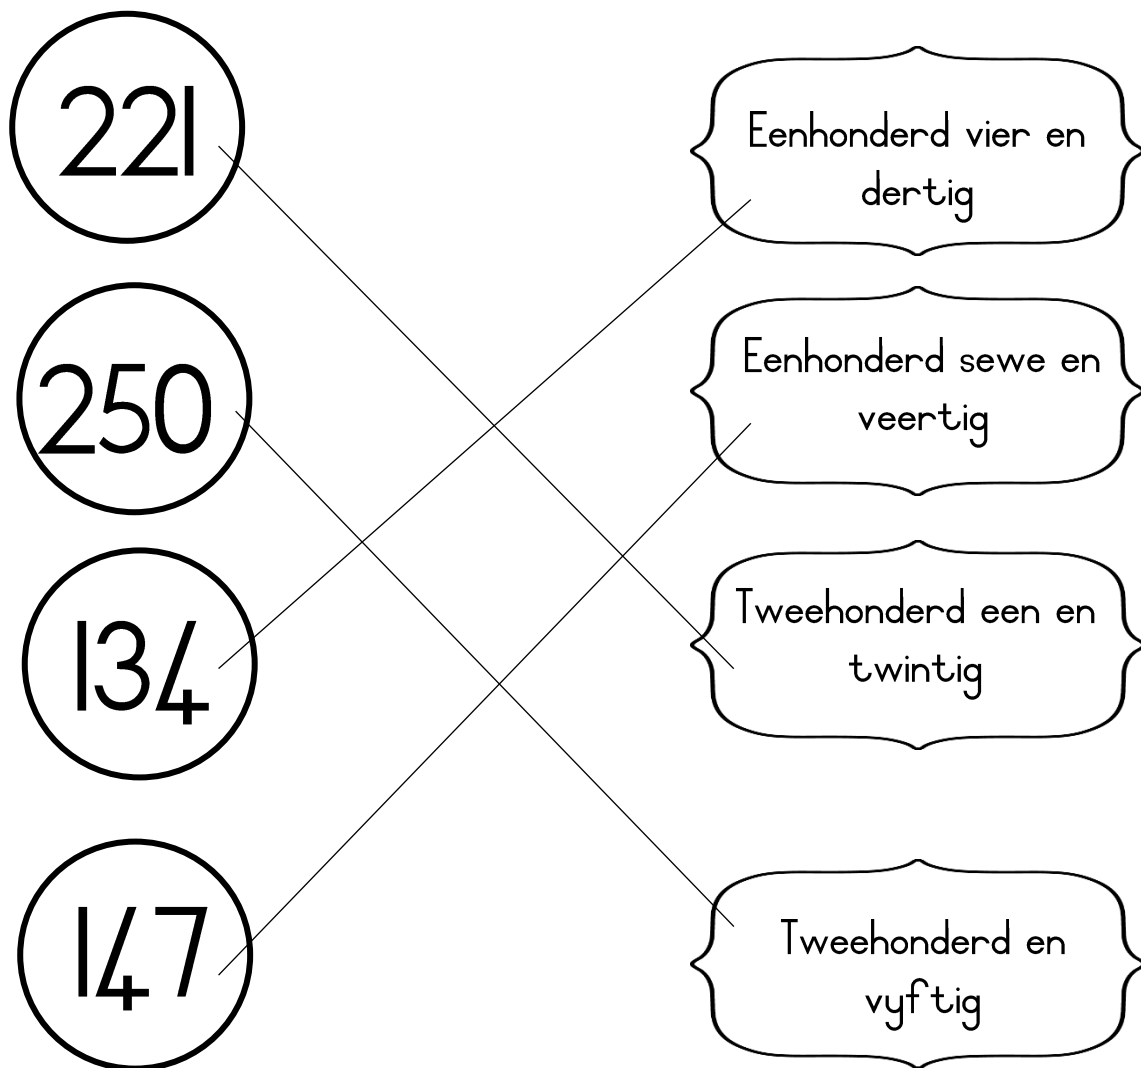 221
Eenhonderd vier en
dertig
250
Eenhonderd sewe en
veertig
134
Tweehonderd een en
twintig
147
Tweehonderd en
vyftig